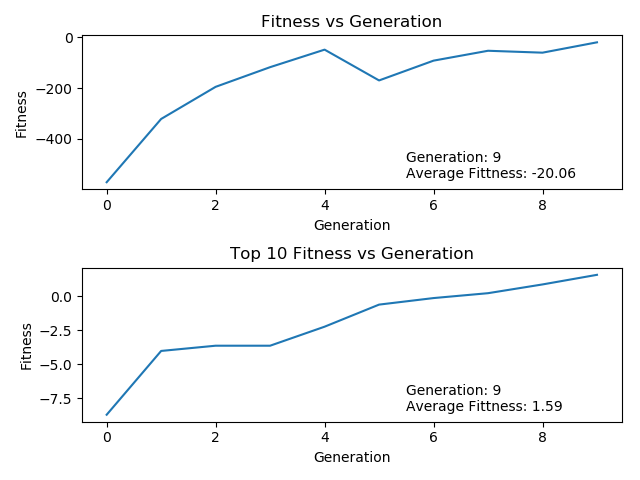 Fitness vs Generation
0
−200
−400
Fitness
Generation: 9
Average Fittness: -20.06
0 2 4 6 8
Generation
Top 10 Fitness vs Generation
0.0
−2.5
−5.0
−7.5
Fitness
Generation: 9
Average Fittness: 1.59
0 2 4 6 8
Generation